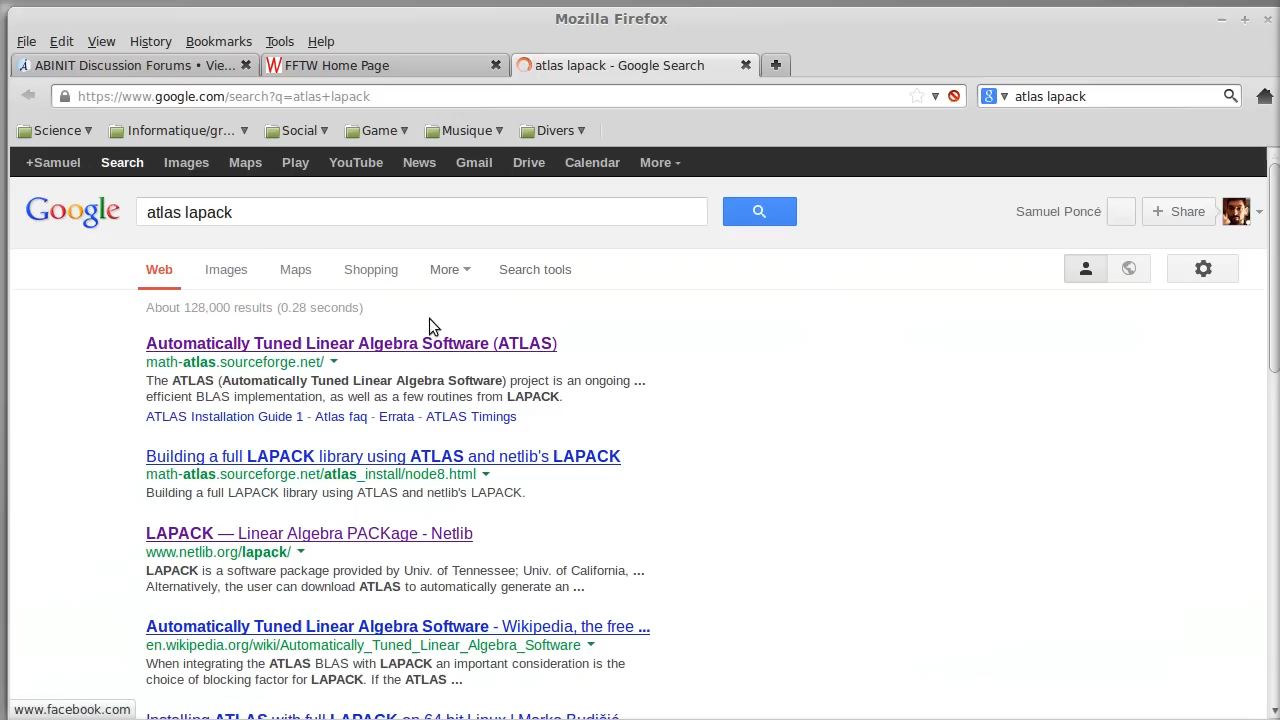 Mozilla Firefox
File Edit View History Bookmarks Tools Help
ABINIT Discussion Forums • Vie... FFTW Home Page atlas lapack - Google Search
https://www.google.com/search?q=atlas+lapack atlas lapack
Science Informatique/gr... Social Game Musique Divers
+Samuel Search Images Maps Play YouTube News Gmail Drive Calendar More
Google atlas lapack Samuel Poncé + Share
Web Images Maps Shopping More Search tools
About 128,000 results (0.28 seconds)
Automatically Tuned Linear Algebra Software (ATLAS)
math-atlas.sourceforge.net/
The ATLAS (Automatically Tuned Linear Algebra Software) project is an ongoing ...
efficient BLAS implementation, as well as a few routines from LAPACK.
ATLAS Installation Guide 1 - Atlas faq - Errata - ATLAS Timings
Building a full LAPACK library using ATLAS and netlib's LAPACK
math-atlas.sourceforge.net/atlas_install/node8.html
Building a full LAPACK library using ATLAS and netlib's LAPACK.
LAPACK — Linear Algebra PACKage - Netlib
www.netlib.org/lapack/
LAPACK is a software package provided by Univ. of Tennessee; Univ. of California, ...
Alternatively, the user can download ATLAS to automatically generate an ...
Automatically Tuned Linear Algebra Software - Wikipedia, the free ...
en.wikipedia.org/wiki/Automatically_Tuned_Linear_Algebra_Software
When integrating the ATLAS BLAS with LAPACK an important consideration is the
choice of blocking factor for LAPACK. If the ATLAS ...
www.facebook.com
Installing ATLAS with full LAPACK on 64 bit Linux | Marko Budišić